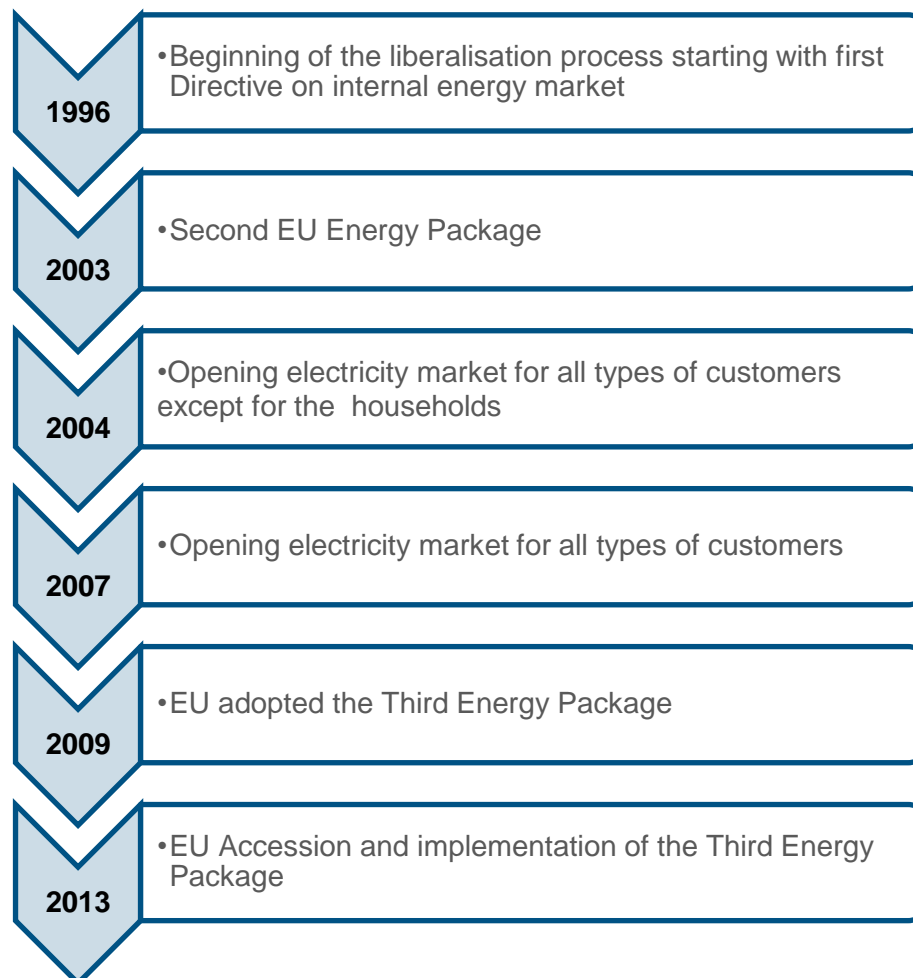 1996
•Beginning of the liberalisation process starting with first
Directive on internal energy market
2003
•Second EU Energy Package
2004
•Opening electricity market for all types of customers
except for the  households
2007
•Opening electricity market for all types of customers
2009
•EU adopted the Third Energy Package
2013
•EU Accession and implementation of the Third Energy
Package